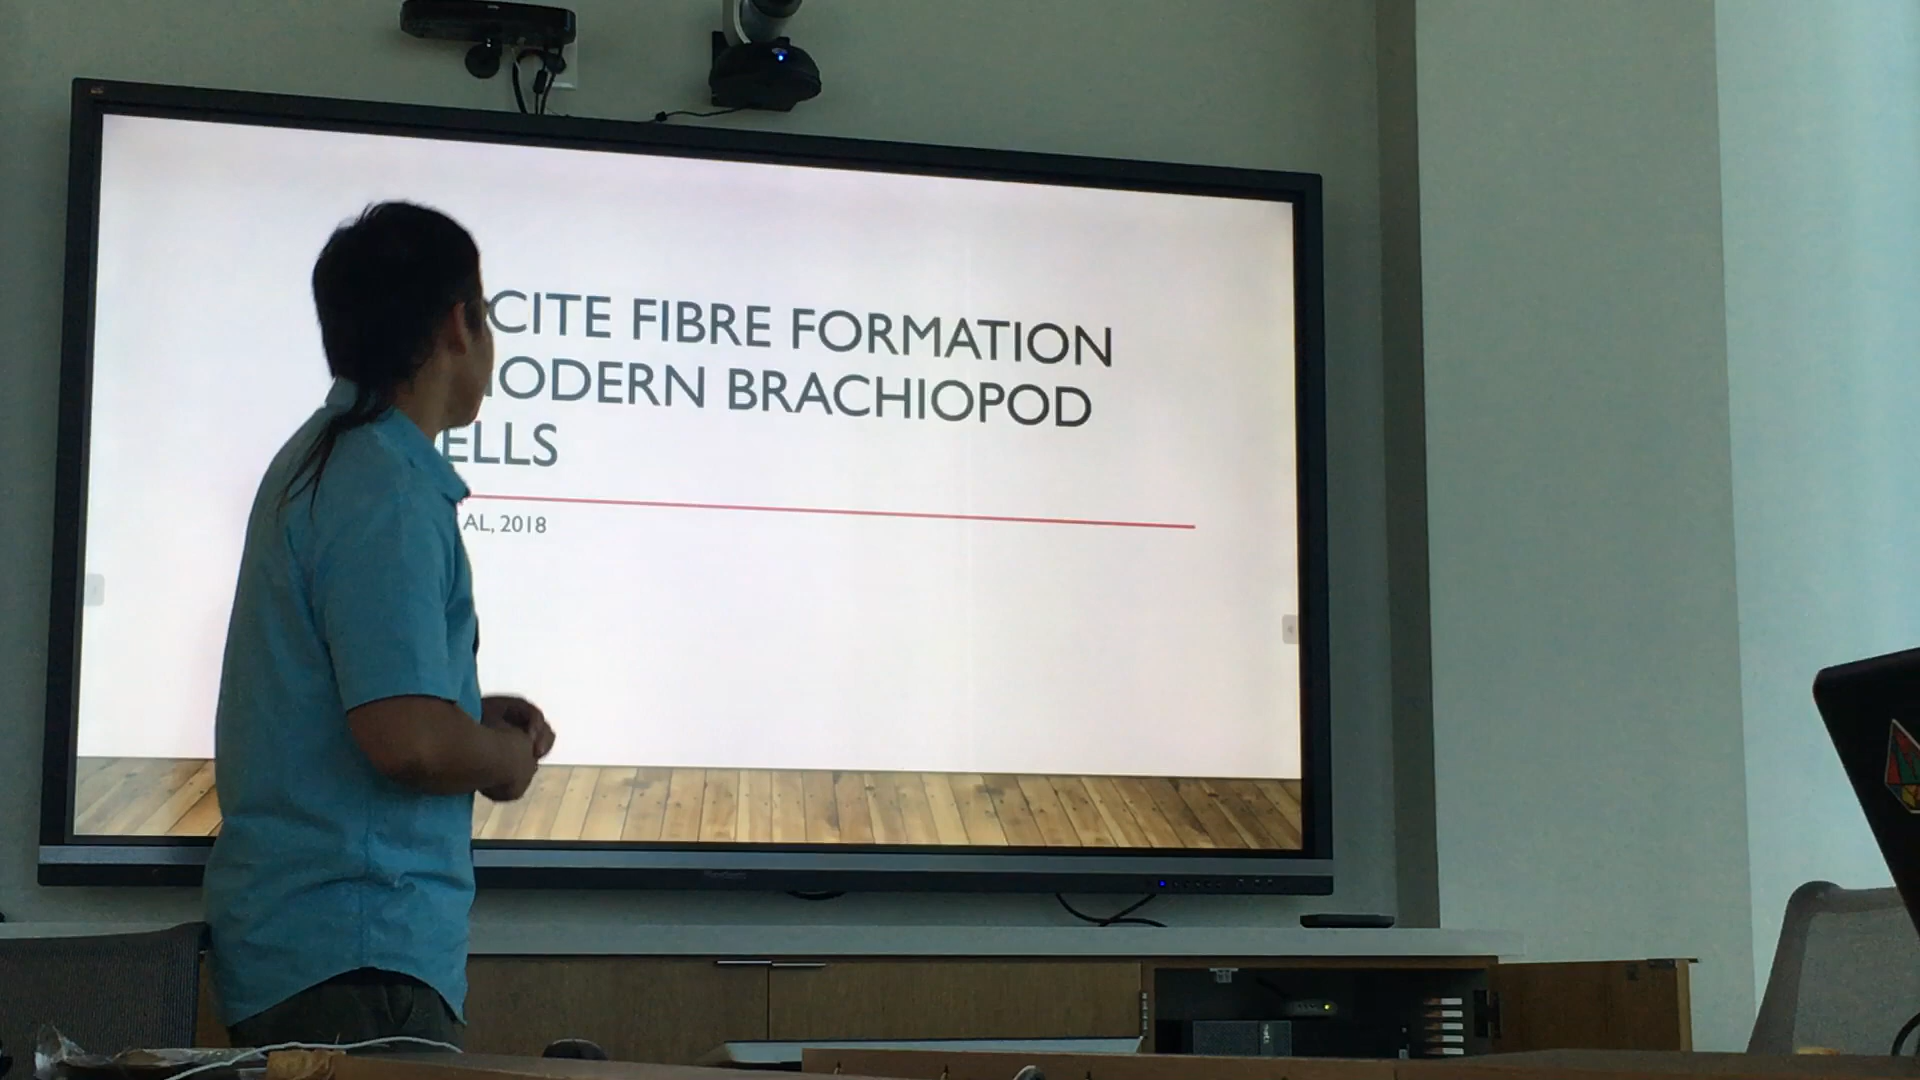 CITE FIBRE FORMATION
ODERN BRACHIOPOD
ELLS
AL, 2018